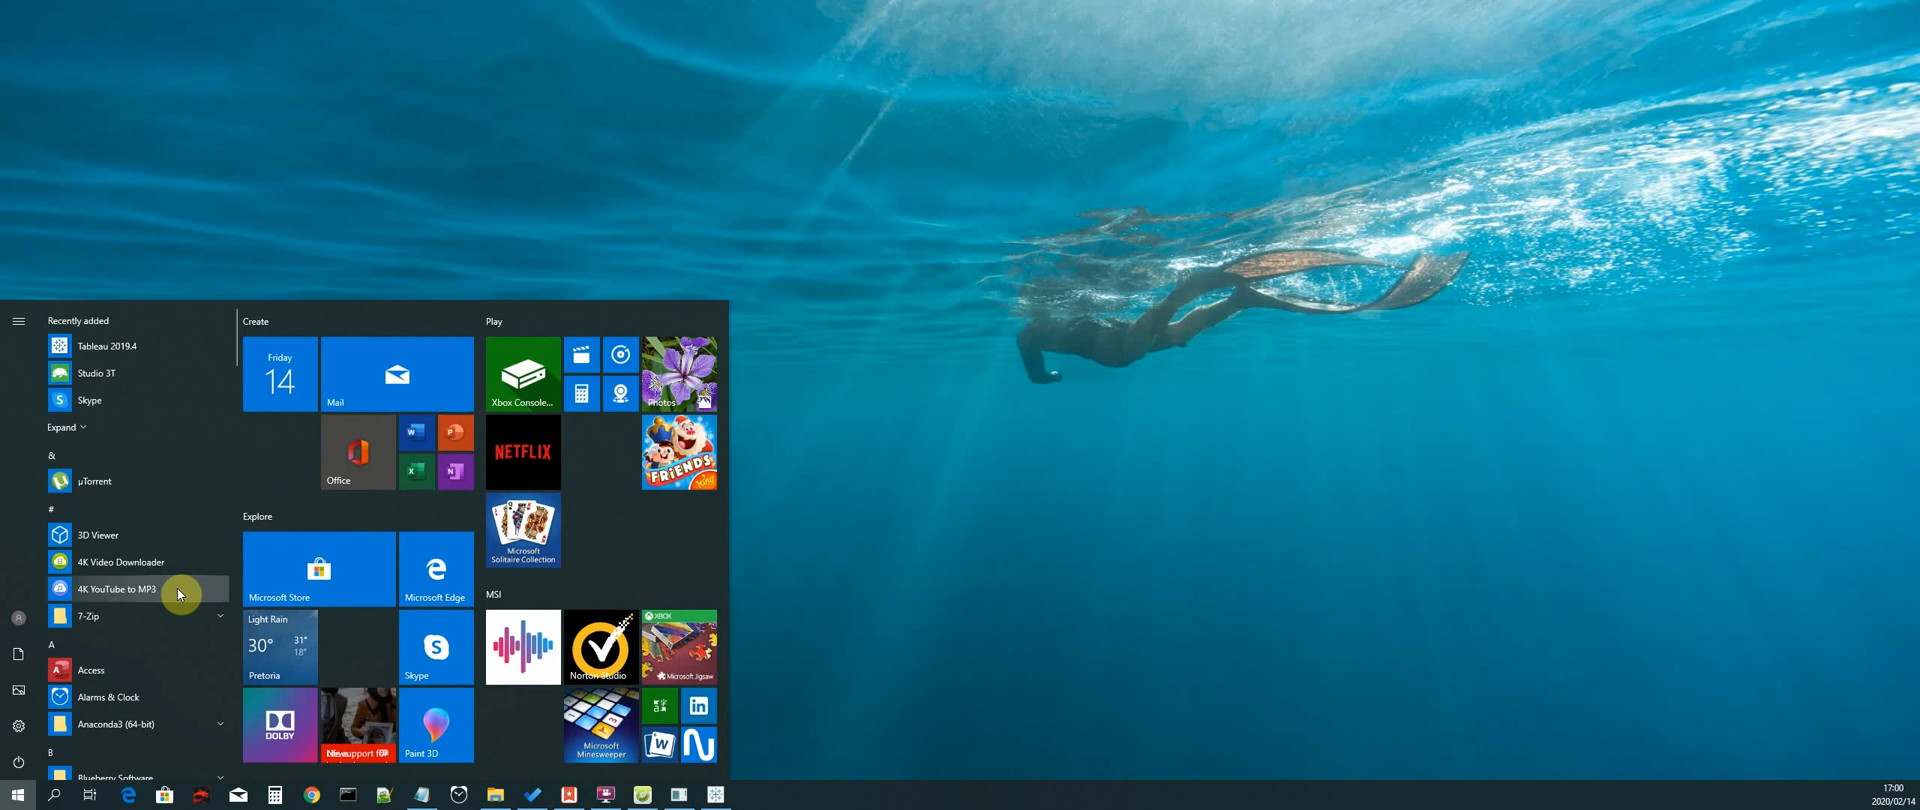 Recently added
Tableau 2019.4
Studio 3T
Skype
Expand
&
µTorrent
#
3D Viewer
4K Video Downloader
4K YouTube to MP3
7-Zip
A
Access
Alarms & Clock
Anaconda3 (64-bit)
B
Blueberry Software
Create
Friday
14
Mail
Office
Explore
Microsoft Store
Microsoft Edge
Light Rain
30°
31°
18°
Pretoria
Skype
DOLBY
Paint 3D
Play
Xbox Console...
Photos
NETFLIX
FRIENDS
King
Microsoft
Solitaire Collection
MSI
Norton Studio
XBOX
Microsoft Jigsaw
Microsoft
Minesweeper
in
W
17:00
2020/02/14